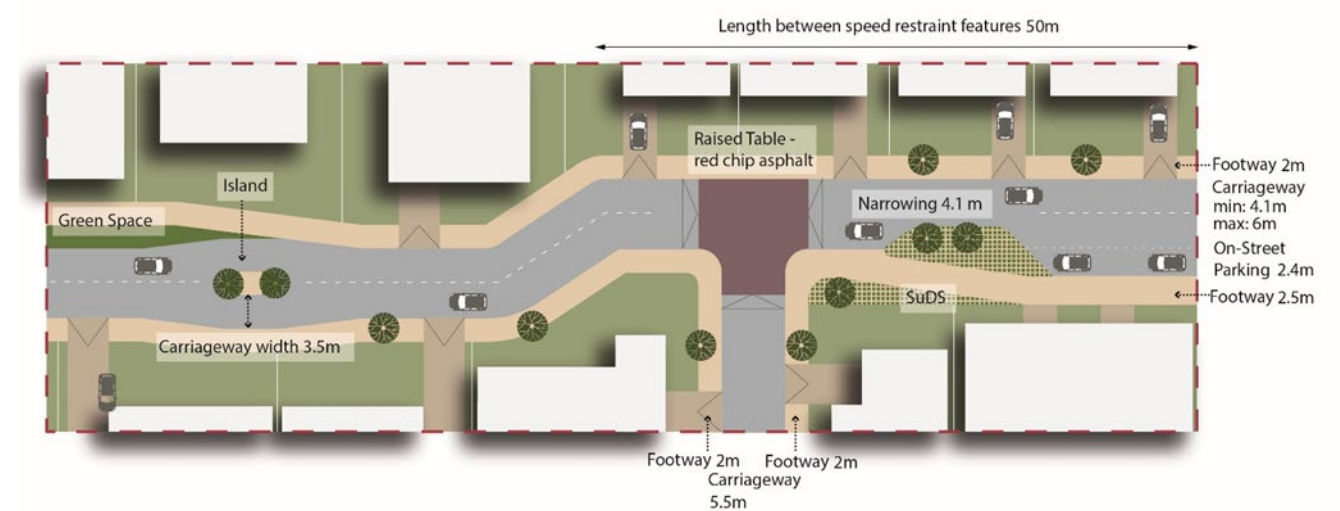 Length between speed restraint features 50m
Raised Table -
red chip asphalt
Island
Green Space
Narrowing 4.1 m
Footway 2m
Carriageway
min: 4.1m
max: 6m
On-Street
Parking 2.4m
Footway 2.5m
SuDS
Carriageway width 3.5m
Footway 2m
Footway 2m
Carriageway
5.5m